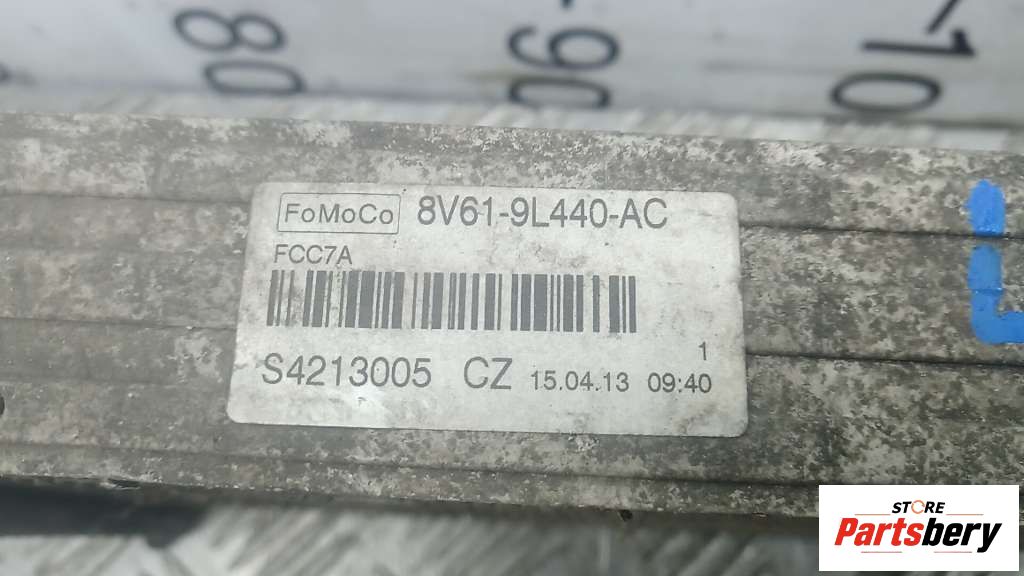 80
-90
-10
FoMoCo 8V61-9L440-AC
FCC7A
1
S4213005 CZ 15.04.13 09:40
STORE
Partsbery